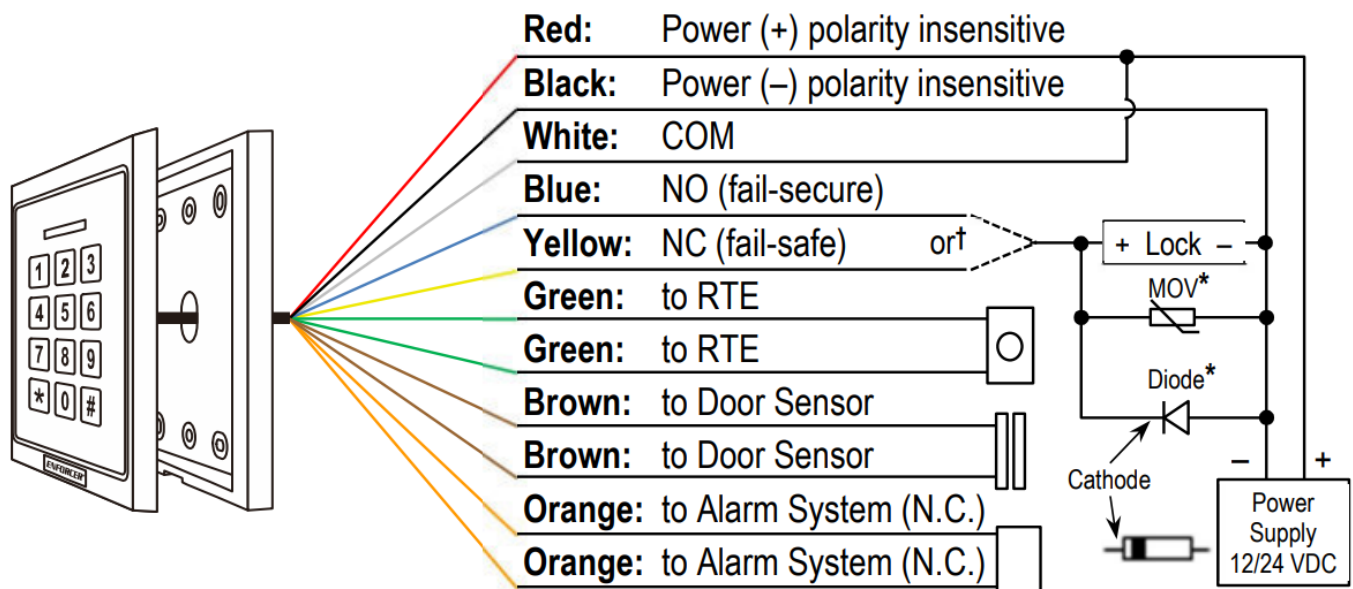 Red: Power (+) polarity insensitive
Black: Power (–) polarity insensitive
White: COM
Blue: NO (fail-secure)
Yellow: NC (fail-safe) or†
+ Lock –
MOV*
Green: to RTE
Green: to RTE
Diode*
Brown: to Door Sensor
Brown: to Door Sensor
Cathode
– +
Power
Supply
12/24 VDC
Orange: to Alarm System (N.C.)
Orange: to Alarm System (N.C.)
1 2 3
4 5 6
7 8 9
* 0 #
ENFORCER